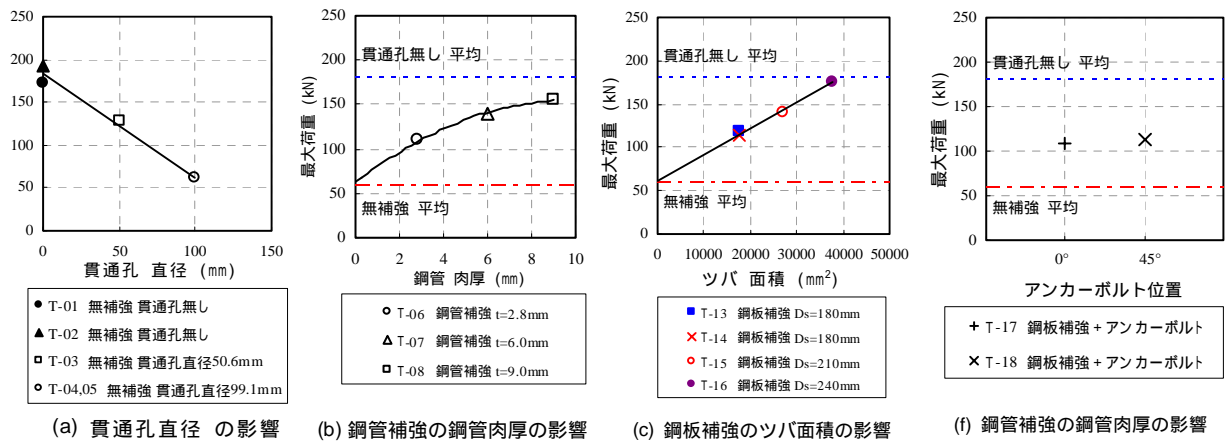 250
200
150
100
50
0
最大荷重 (kN)
0 50 100 150
貫通孔 直径 (mm)
T-01 無補強 貫通孔無し
T-02 無補強 貫通孔無し
T-03 無補強 貫通孔直径50.6mm
T-04,05 無補強 貫通孔直径99.1mm
(a) 貫通孔直径 の影響
250
200
150
100
50
0
最大荷重 (kN)
貫通孔無し 平均
無補強 平均
0 2 4 6 8 10
鋼管 肉厚 (mm)
T-06 鋼管補強 t=2.8mm
T-07 鋼管補強 t=6.0mm
T-08 鋼管補強 t=9.0mm
(b) 鋼管補強の鋼管肉厚の影響
250
200
150
100
50
0
最大荷重 (kN)
貫通孔無し 平均
無補強 平均
0 10000 20000 30000 40000 50000
ツバ 面積 (mm²)
T-13 鋼板補強 Ds=180mm
T-14 鋼板補強 Ds=180mm
T-15 鋼板補強 Ds=210mm
T-16 鋼板補強 Ds=240mm
(c) 鋼板補強のツバ面積の影響
250
200
150
100
50
0
最大荷重 (kN)
貫通孔無し 平均
無補強 平均
0° 45°
アンカーボルト位置
T-17 鋼板補強 + アンカーボルト
T-18 鋼板補強 + アンカーボルト
(f) 鋼管補強の鋼管肉厚の影響